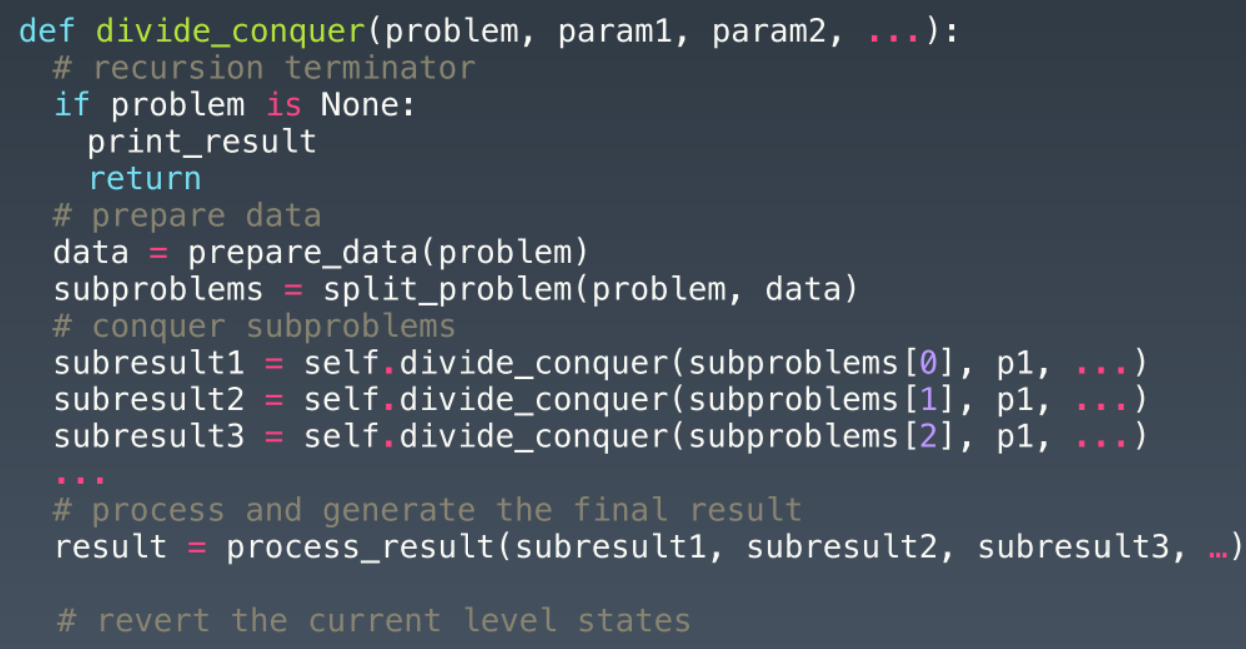 def divide_conquer(problem, param1, param2, ...):
  # recursion terminator
  if problem is None:
    print_result
    return
  # prepare data
  data = prepare_data(problem)
  subproblems = split_problem(problem, data)
  # conquer subproblems
  subresult1 = self.divide_conquer(subproblems[0], p1, ...)
  subresult2 = self.divide_conquer(subproblems[1], p1, ...)
  subresult3 = self.divide_conquer(subproblems[2], p1, ...)
  ...
  # process and generate the final result
  result = process_result(subresult1, subresult2, subresult3, …)
  # revert the current level states